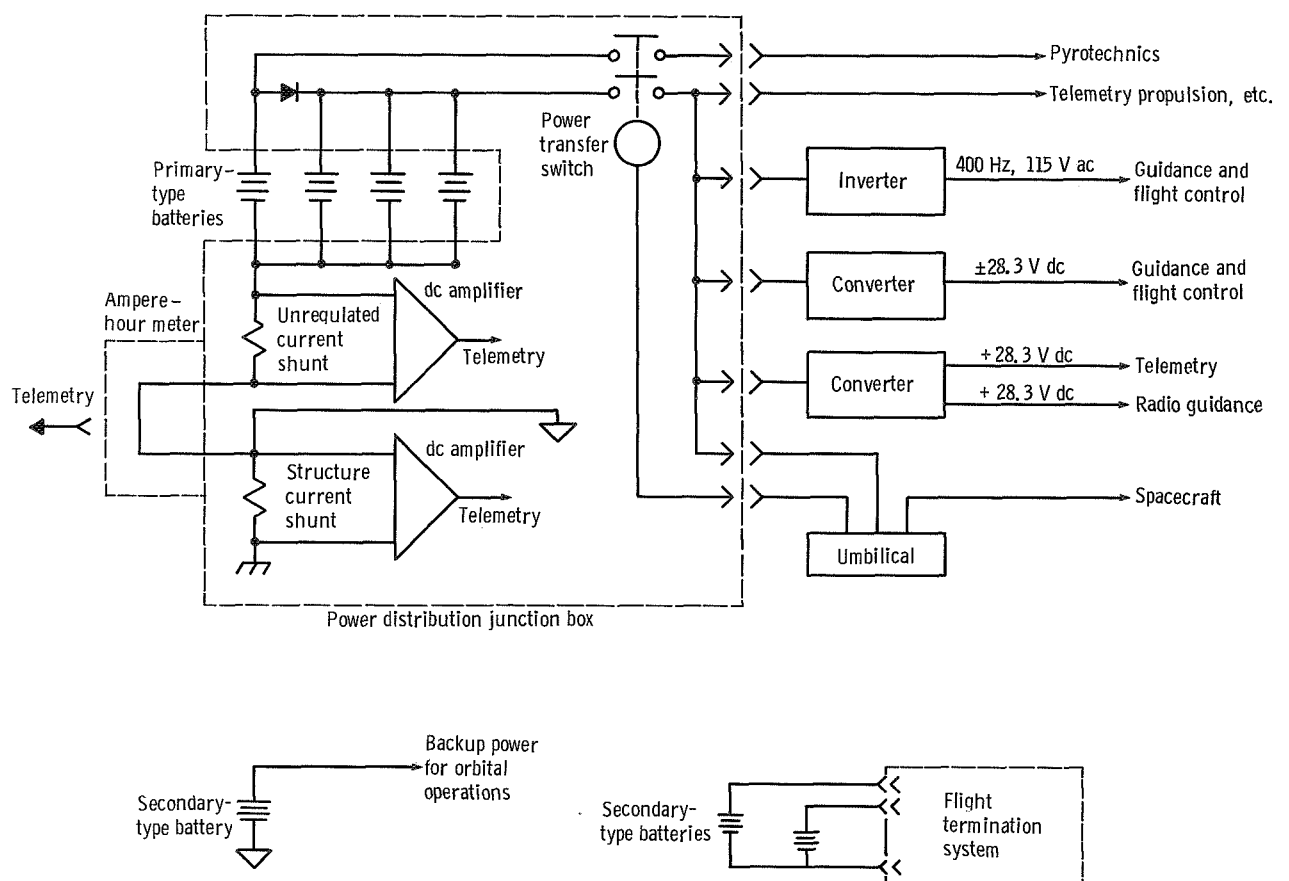 Pyrotechnics
Telemetry propulsion, etc.
Power
transfer
switch
Primary-
type
batteries
Inverter
400 Hz, 115 V ac
Guidance and
flight control
Converter
±28.3 V dc
Guidance and
flight control
Ampere-
hour meter
dc amplifier
Unregulated
current
shunt
Telemetry
Converter
+28.3 V dc
Telemetry
+ 28.3 V dc
Radio guidance
Telemetry
dc amplifier
Structure
current
shunt
Telemetry
Spacecraft
Umbilical
Power distribution junction box
Backup power
for orbital
operations
Secondary-
type battery
Secondary-
type batteries
Flight
termination
system